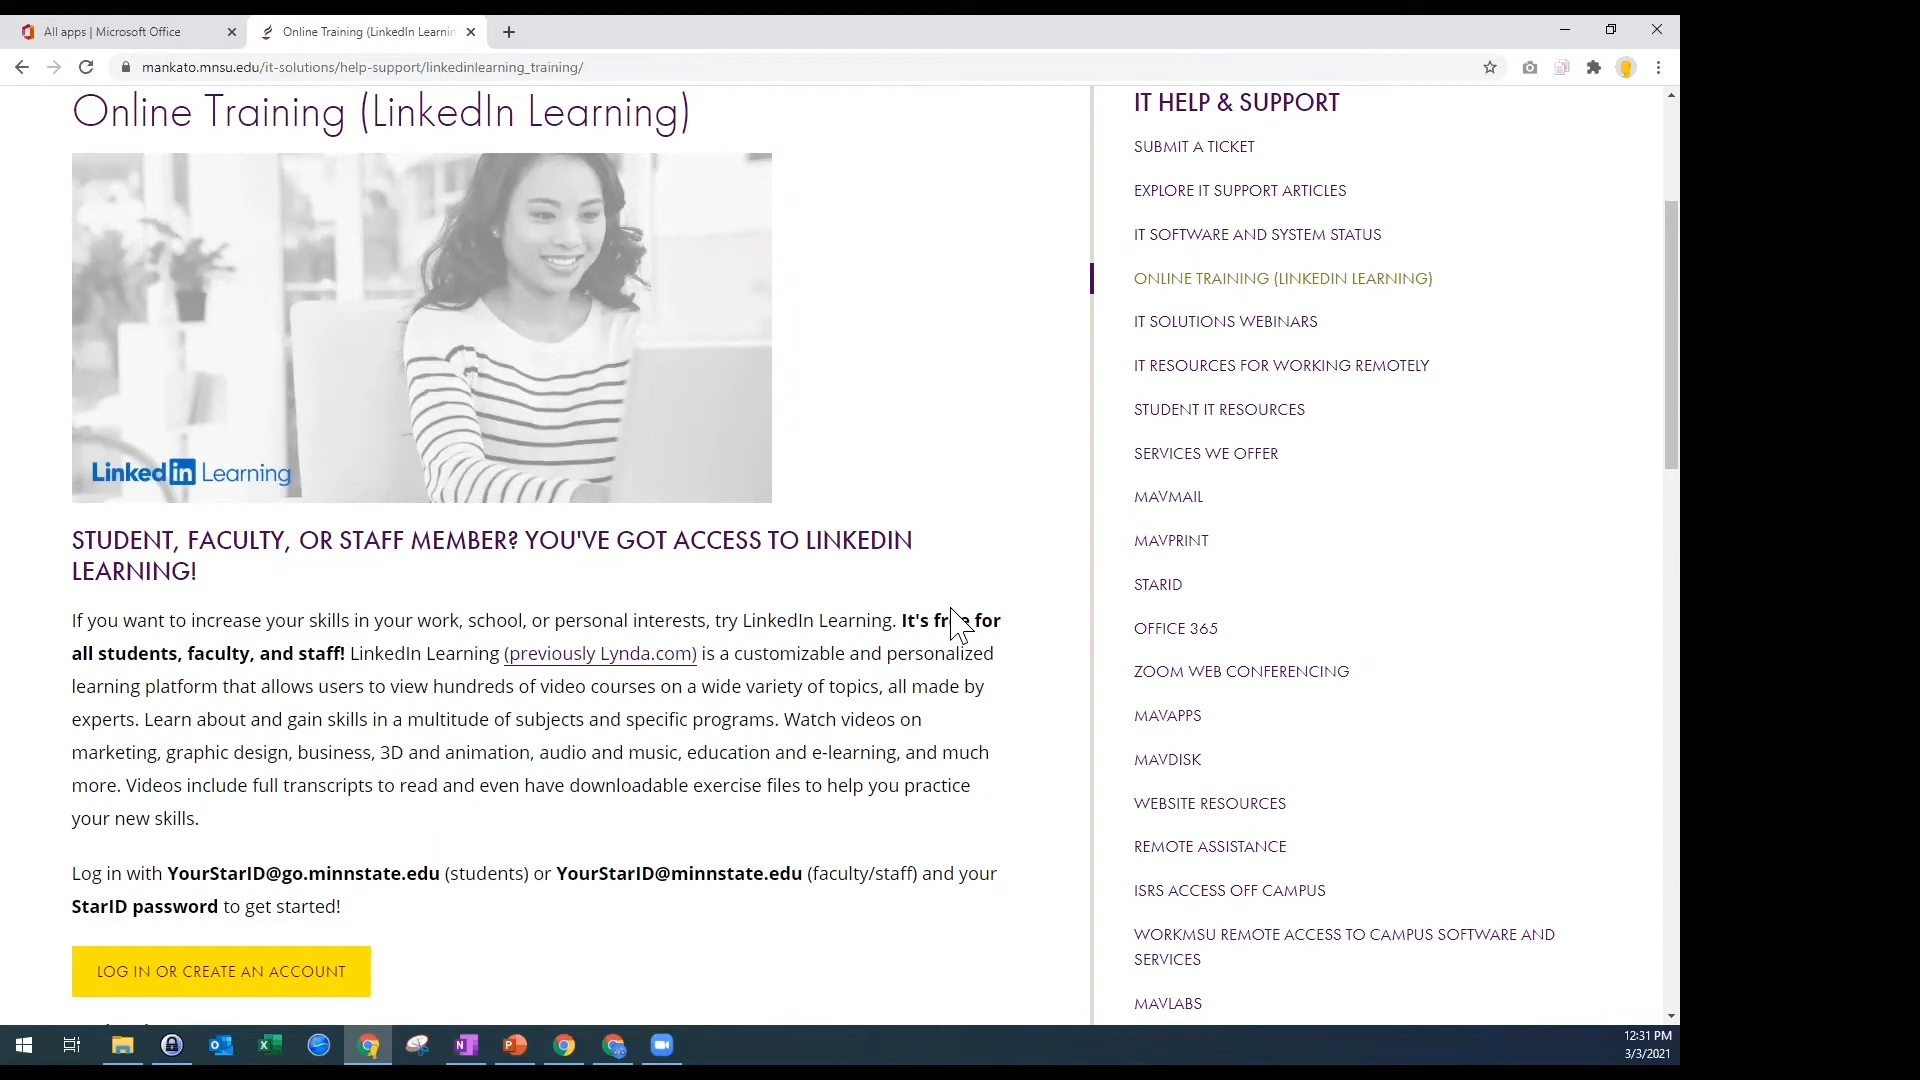 All apps | Microsoft Office
Online Training (LinkedIn Learnin
mankato.mnsu.edu/it-solutions/help-support/linkedinlearning_training/
Online Training (LinkedIn Learning)
Linked in Learning
STUDENT, FACULTY, OR STAFF MEMBER? YOU'VE GOT ACCESS TO LINKEDIN
LEARNING!
If you want to increase your skills in your work, school, or personal interests, try LinkedIn Learning. It's free for
all students, faculty, and staff! LinkedIn Learning (previously Lynda.com) is a customizable and personalized
learning platform that allows users to view hundreds of video courses on a wide variety of topics, all made by
experts. Learn about and gain skills in a multitude of subjects and specific programs. Watch videos on
marketing, graphic design, business, 3D and animation, audio and music, education and e-learning, and much
more. Videos include full transcripts to read and even have downloadable exercise files to help you practice
your new skills.
Log in with YourStarID@go.minnstate.edu (students) or YourStarID@minnstate.edu (faculty/staff) and your
StarID password to get started!
LOG IN OR CREATE AN ACCOUNT
IT HELP & SUPPORT
SUBMIT A TICKET
EXPLORE IT SUPPORT ARTICLES
IT SOFTWARE AND SYSTEM STATUS
ONLINE TRAINING (LINKEDIN LEARNING)
IT SOLUTIONS WEBINARS
IT RESOURCES FOR WORKING REMOTELY
STUDENT IT RESOURCES
SERVICES WE OFFER
MAVMAIL
MAVPRINT
STARID
OFFICE 365
ZOOM WEB CONFERENCING
MAVAPPS
MAVDISK
WEBSITE RESOURCES
REMOTE ASSISTANCE
ISRS ACCESS OFF CAMPUS
WORKMSU REMOTE ACCESS TO CAMPUS SOFTWARE AND
SERVICES
MAVLABS
12:31 PM
3/3/2021